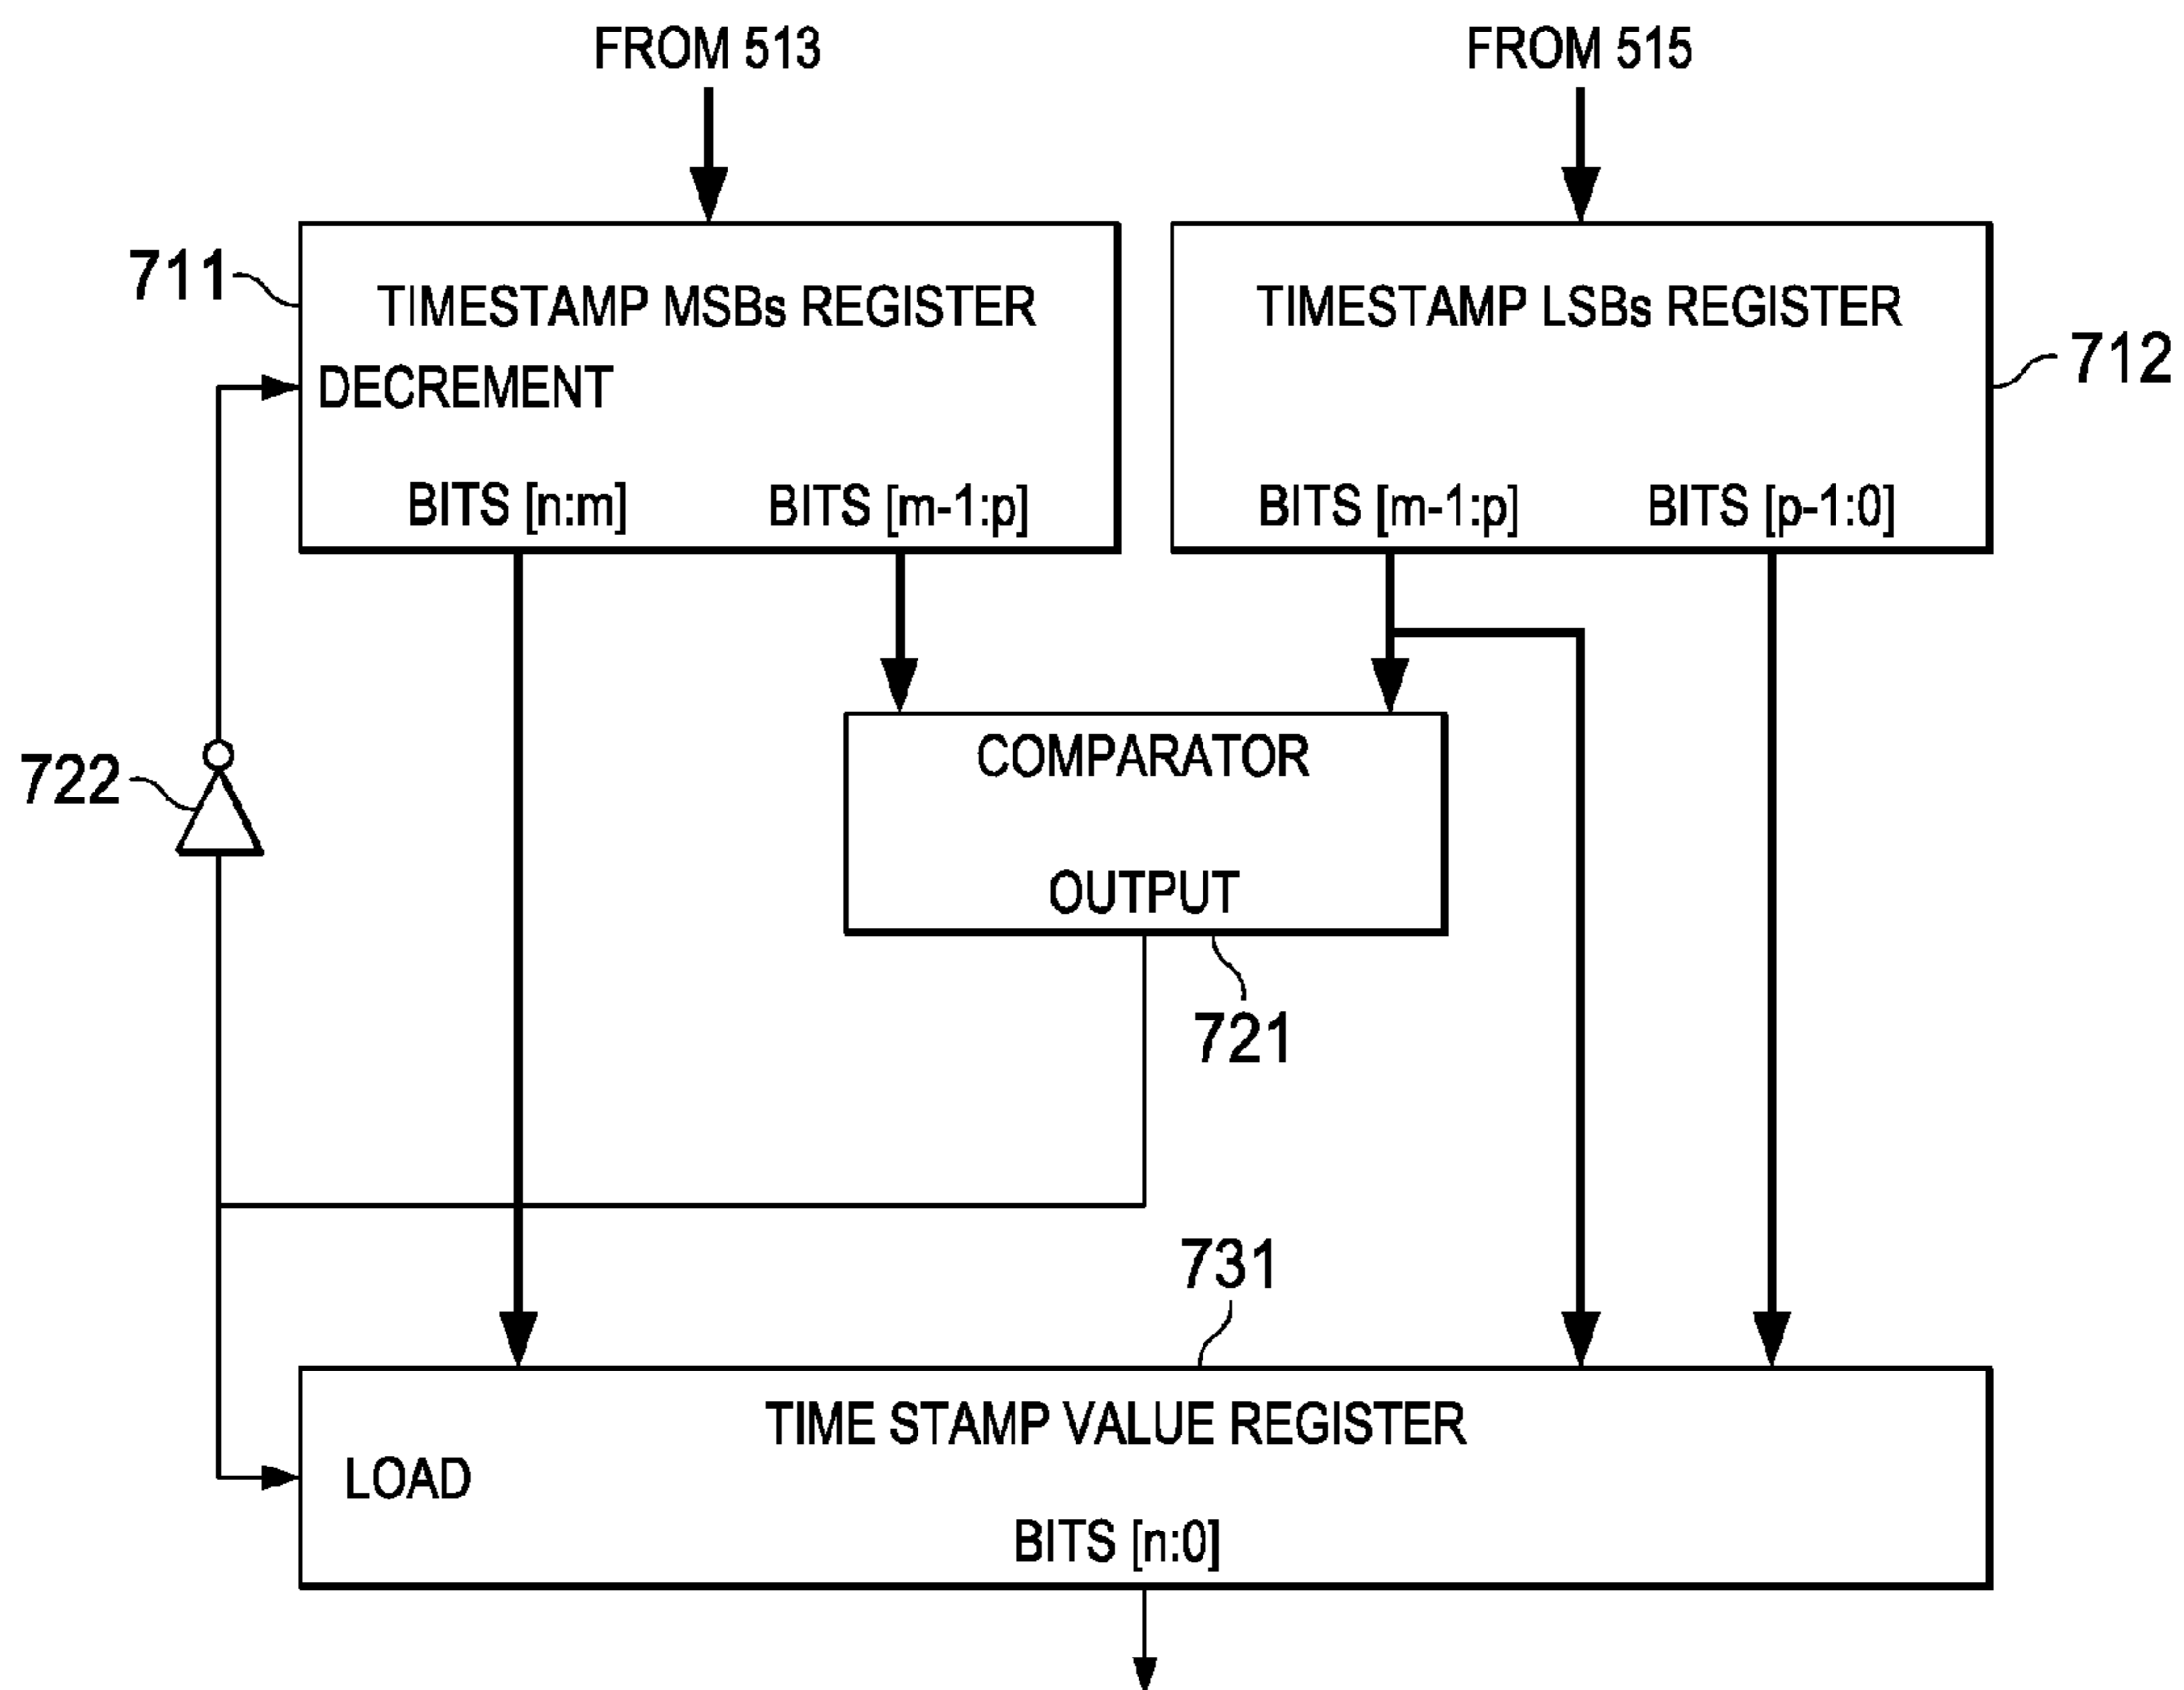 FROM 513
FROM 515
711
TIMESTAMP MSBs REGISTER
TIMESTAMP LSBs REGISTER
712
DECREMENT
BITS [n:m]
BITS [m-1:p]
BITS [m-1:p]
BITS [p-1:0]
722
COMPARATOR
OUTPUT
721
731
TIME STAMP VALUE REGISTER
LOAD
BITS [n:0]